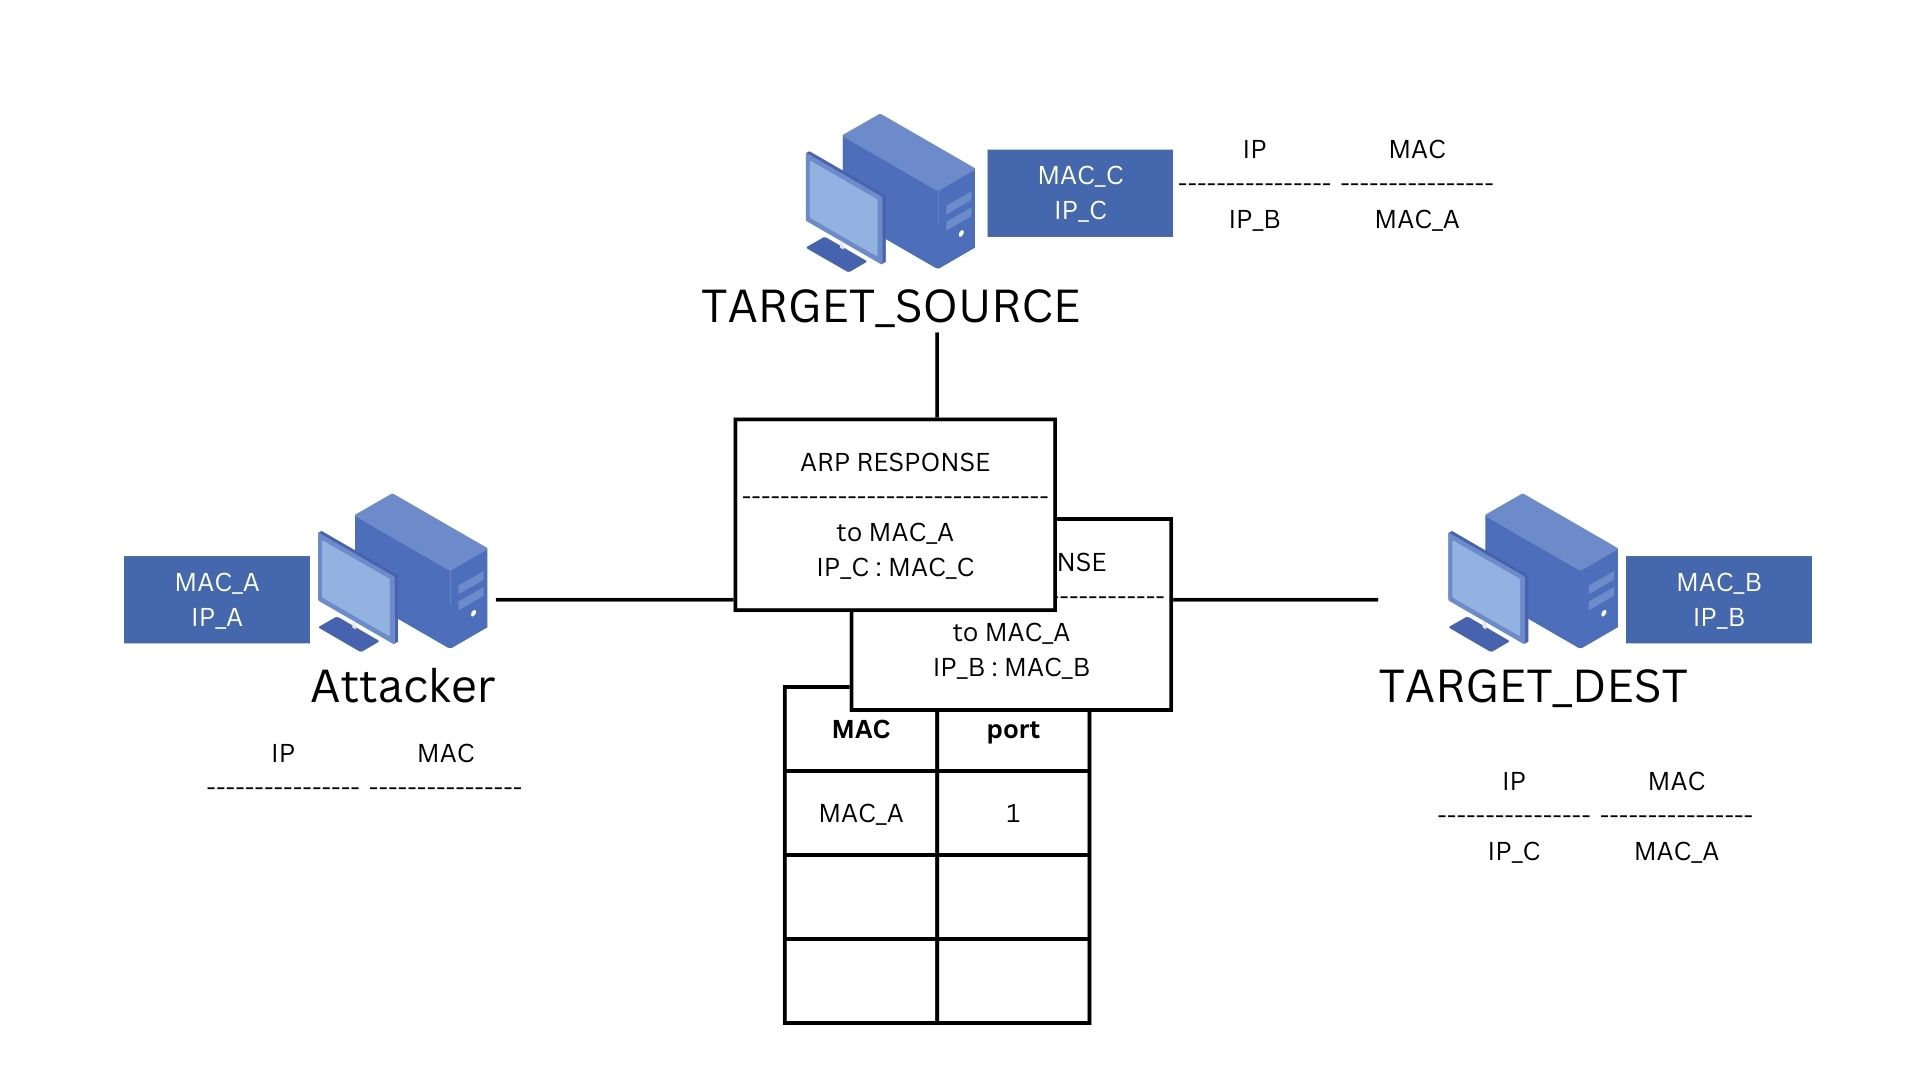 IP MAC
MAC_C
IP_C
--------------- ---------------
IP_B MAC_A
TARGET_SOURCE
ARP RESPONSE
------------------------------
to MAC_A
IP_C : MAC_C
NSE
to MAC_A
IP_B : MAC_B
MAC_A
IP_A
Attacker
IP MAC
--------------- ---------------
MAC_B
IP_B
TARGET_DEST
IP MAC
--------------- ---------------
IP_C MAC_A
MAC port
MAC_A 1